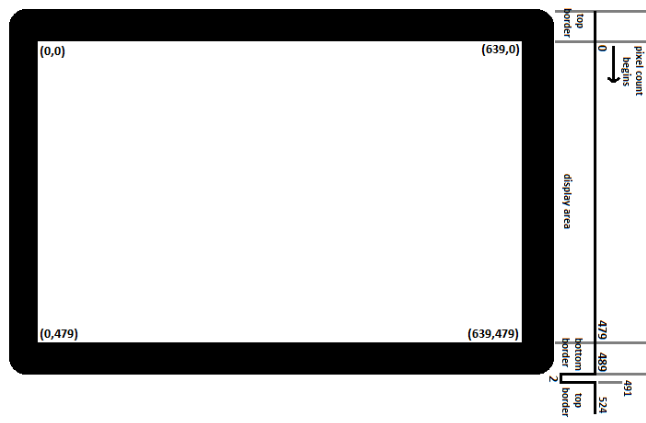 top
border
(0,0)
(639,0)
0
pixel count
begins
display area
(0,479)
(639,479)
479
bottom
border
489
2
491
top
border
524